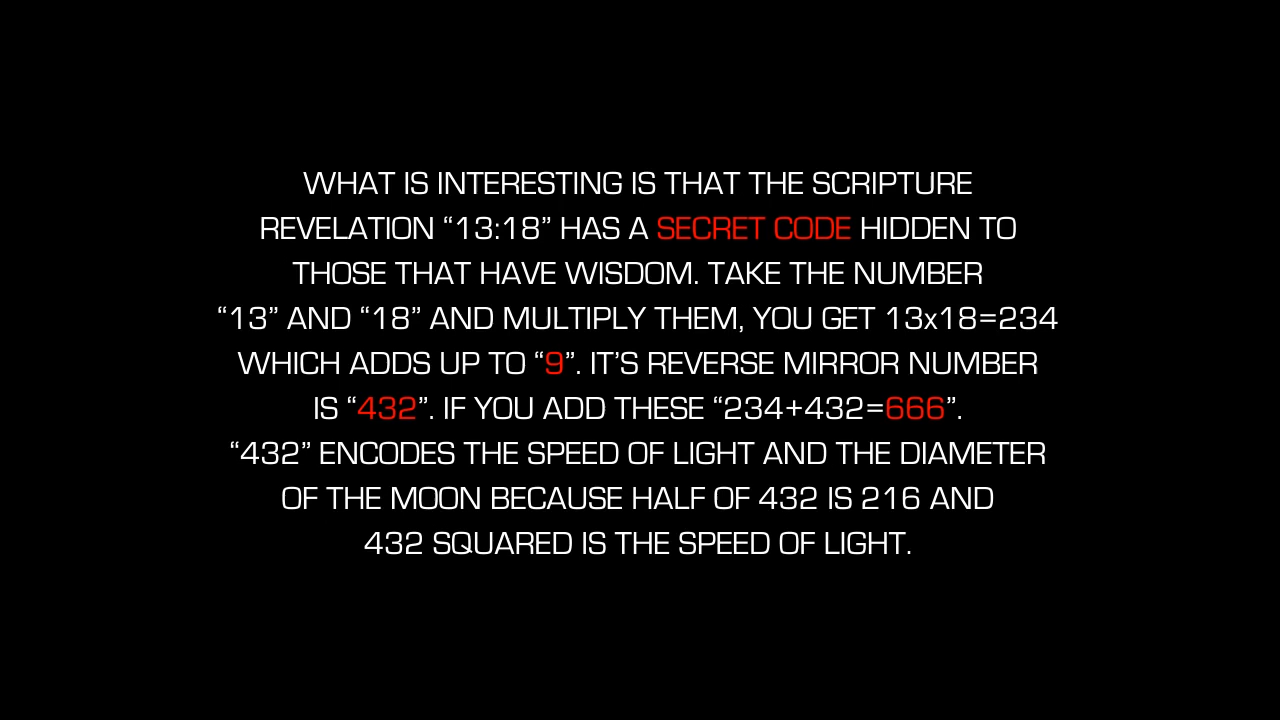 WHAT IS INTERESTING IS THAT THE SCRIPTURE
REVELATION “13:18” HAS A SECRET CODE HIDDEN TO
THOSE THAT HAVE WISDOM. TAKE THE NUMBER
“13” AND “18” AND MULTIPLY THEM, YOU GET 13x18=234
WHICH ADDS UP TO “9”. IT’S REVERSE MIRROR NUMBER
IS “432”. IF YOU ADD THESE “234+432=666”.
“432” ENCODES THE SPEED OF LIGHT AND THE DIAMETER
OF THE MOON BECAUSE HALF OF 432 IS 216 AND
432 SQUARED IS THE SPEED OF LIGHT.